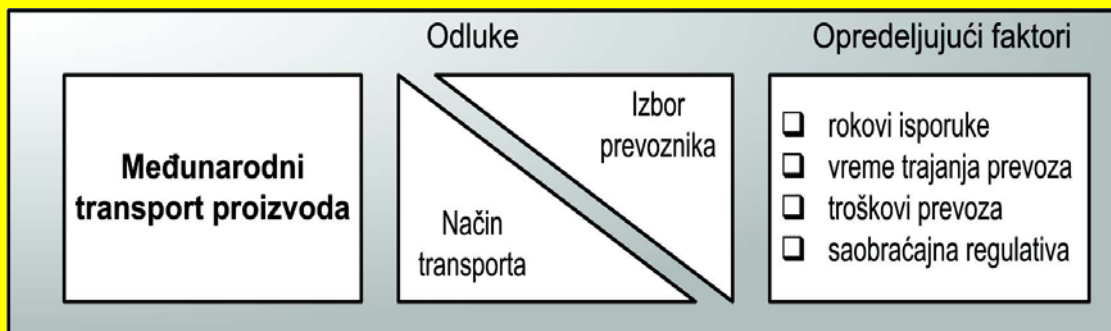 Odluke
Opredeljujući faktori
Međunarodni
transport proizvoda
Izbor
prevoznika
Način
transporta
rokovi isporuke
vreme trajanja prevoza
troškovi prevoza
saobraćajna regulativa